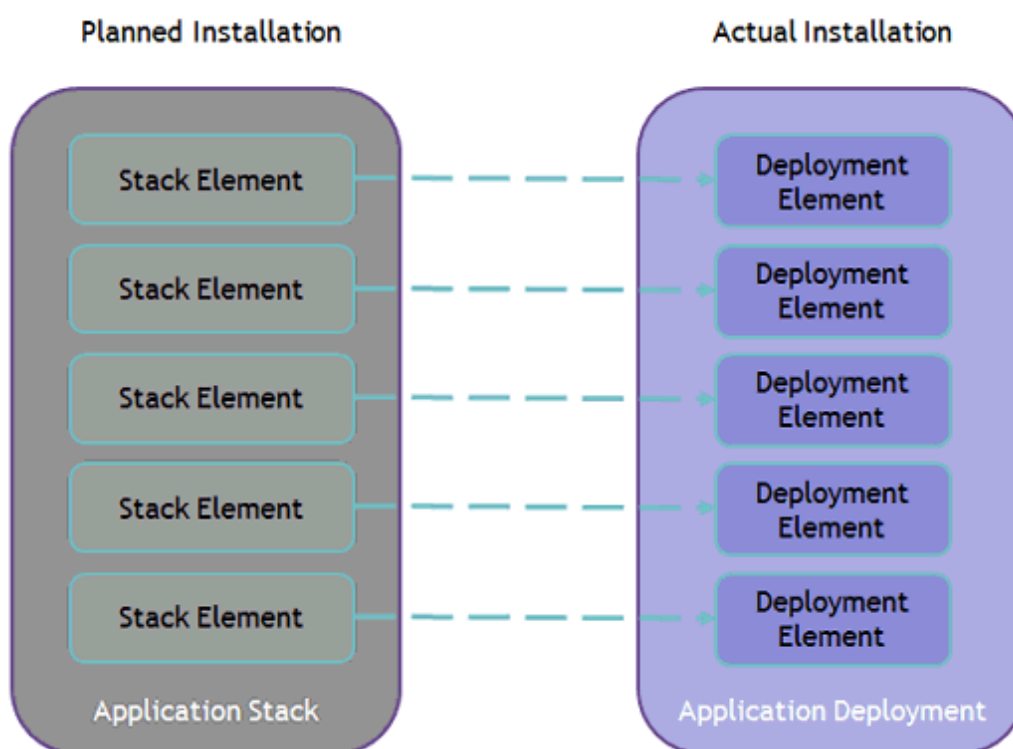 Planned Installation
Actual Installation
Stack Element
Deployment
Element
Stack Element
Deployment
Element
Stack Element
Deployment
Element
Stack Element
Deployment
Element
Stack Element
Deployment
Element
Application Stack
Application Deployment